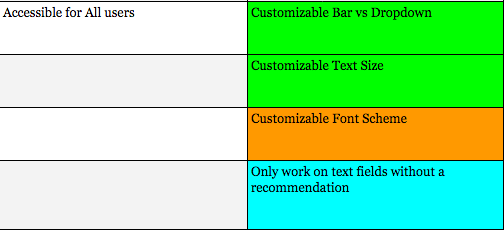 Accessible for All users
Customizable Bar vs Dropdown
Customizable Text Size
Customizable Font Scheme
Only work on text fields without a
recommendation